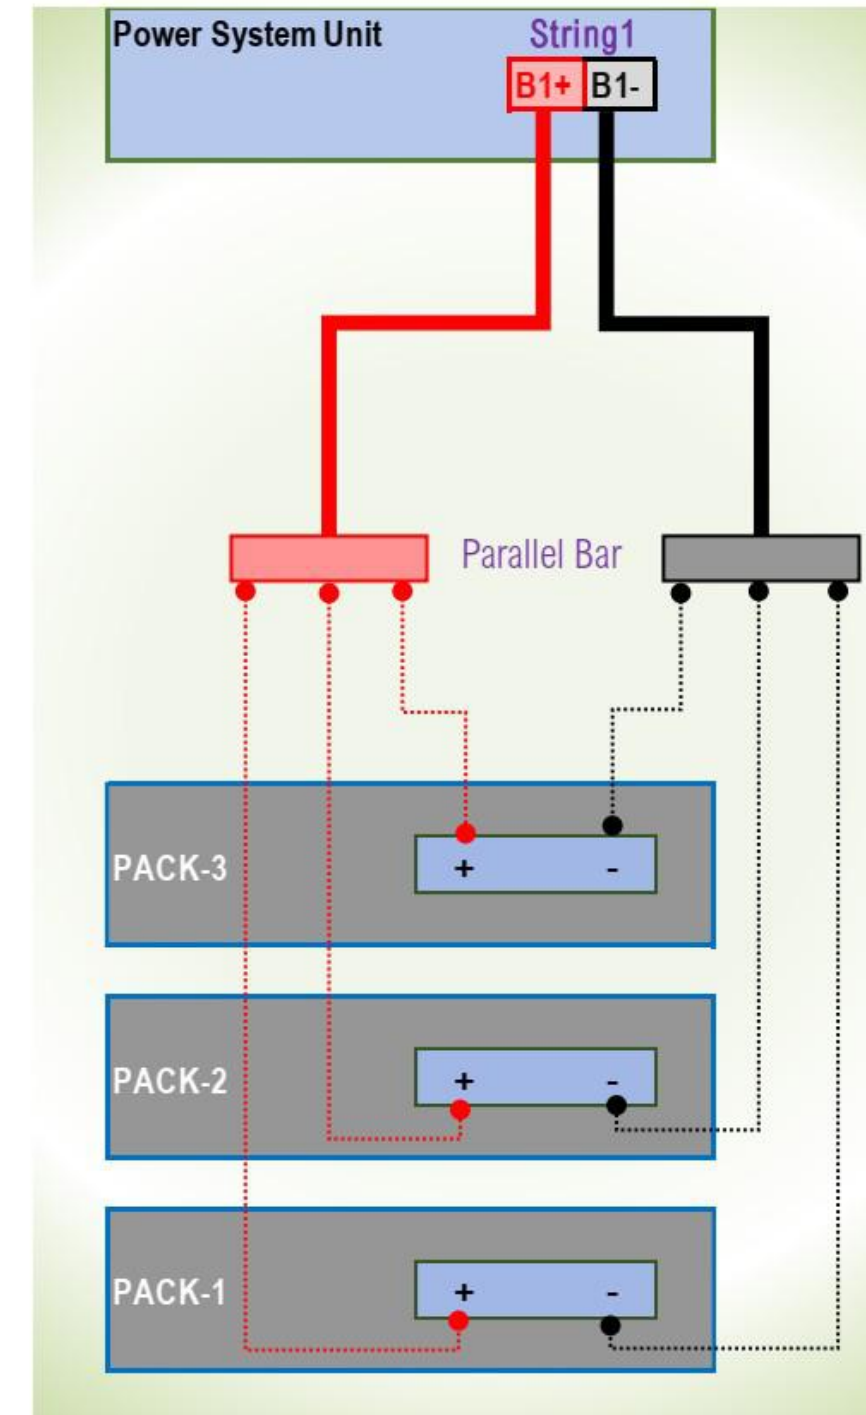 Power System Unit
String1
B1+ B1-
Parallel Bar
PACK-3
+ -
PACK-2
+ -
PACK-1
+ -